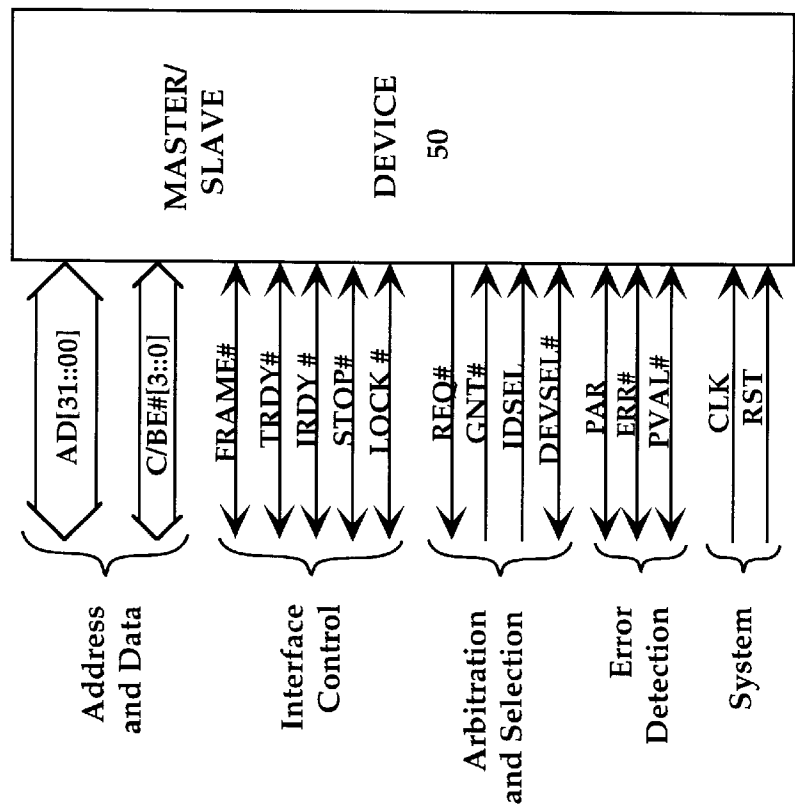 Address
and Data
AD[31::00]
C/BE#[3::0]
Interface
Control
FRAME#
TRDY#
IRDY #
STOP#
LOCK #
Arbitration
and Selection
REQ#
GNT#
IDSEL
DEVSEL#
Error
Detection
PAR
ERR#
PVAL#
System
CLK
RST
MASTER/
SLAVE
DEVICE
50